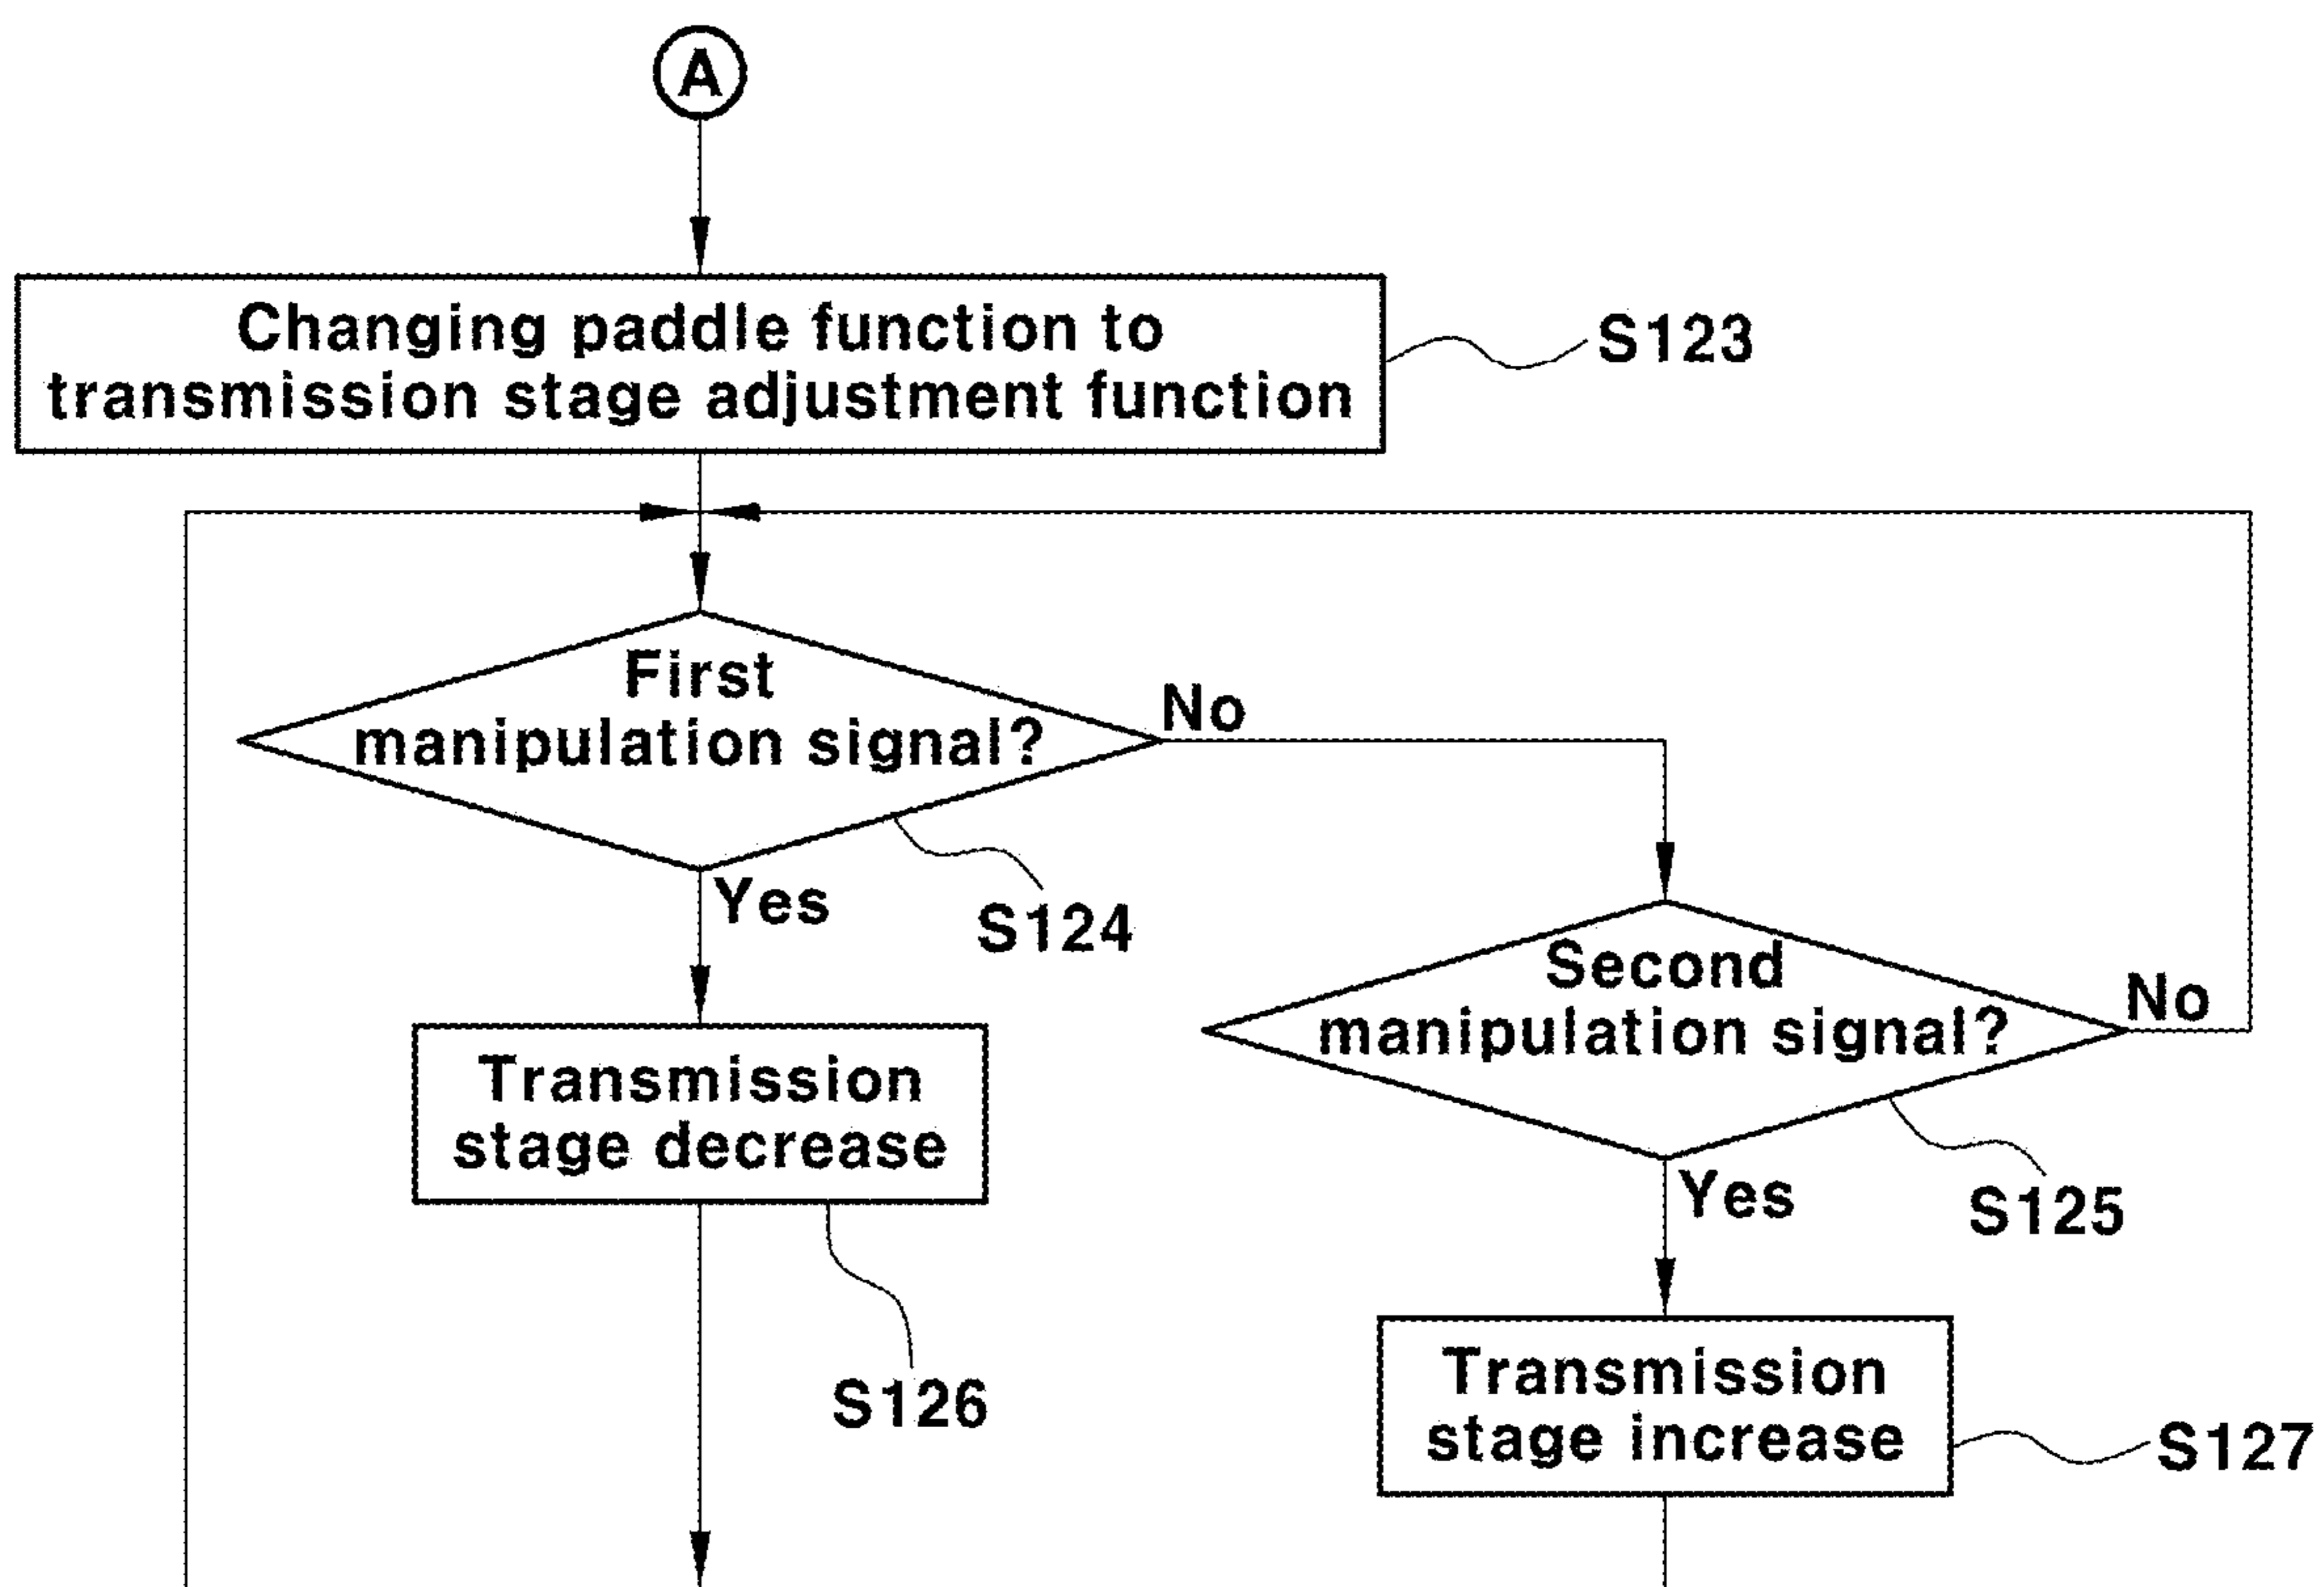 A
Changing paddle function to
transmission stage adjustment function
S123
First
manipulation signal?
No
Yes
S124
Second
manipulation signal?
No
Transmission
stage decrease
Yes
S125
S126
Transmission
stage increase
S127